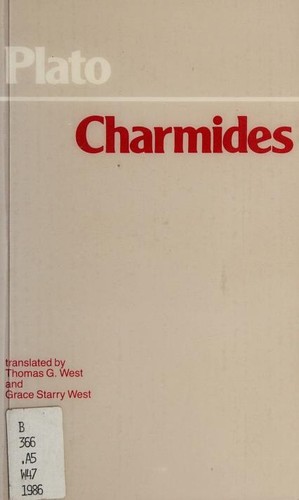 Plato
Charmides
translated by
Thomas G. West
and
Grace Starry West
B
366
.A5
W47
1986